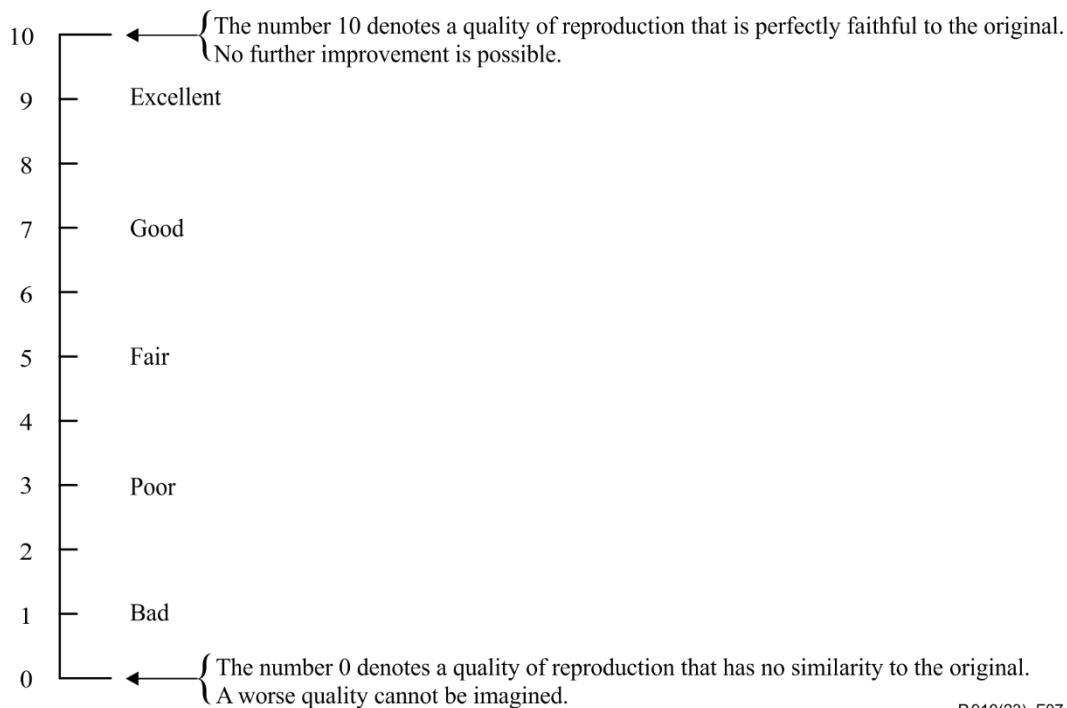 10 The number 10 denotes a quality of reproduction that is perfectly faithful to the original.
No further improvement is possible.
9 Excellent
8
7 Good
6
5 Fair
4
3 Poor
2
1 Bad
0 The number 0 denotes a quality of reproduction that has no similarity to the original.
A worse quality cannot be imagined.